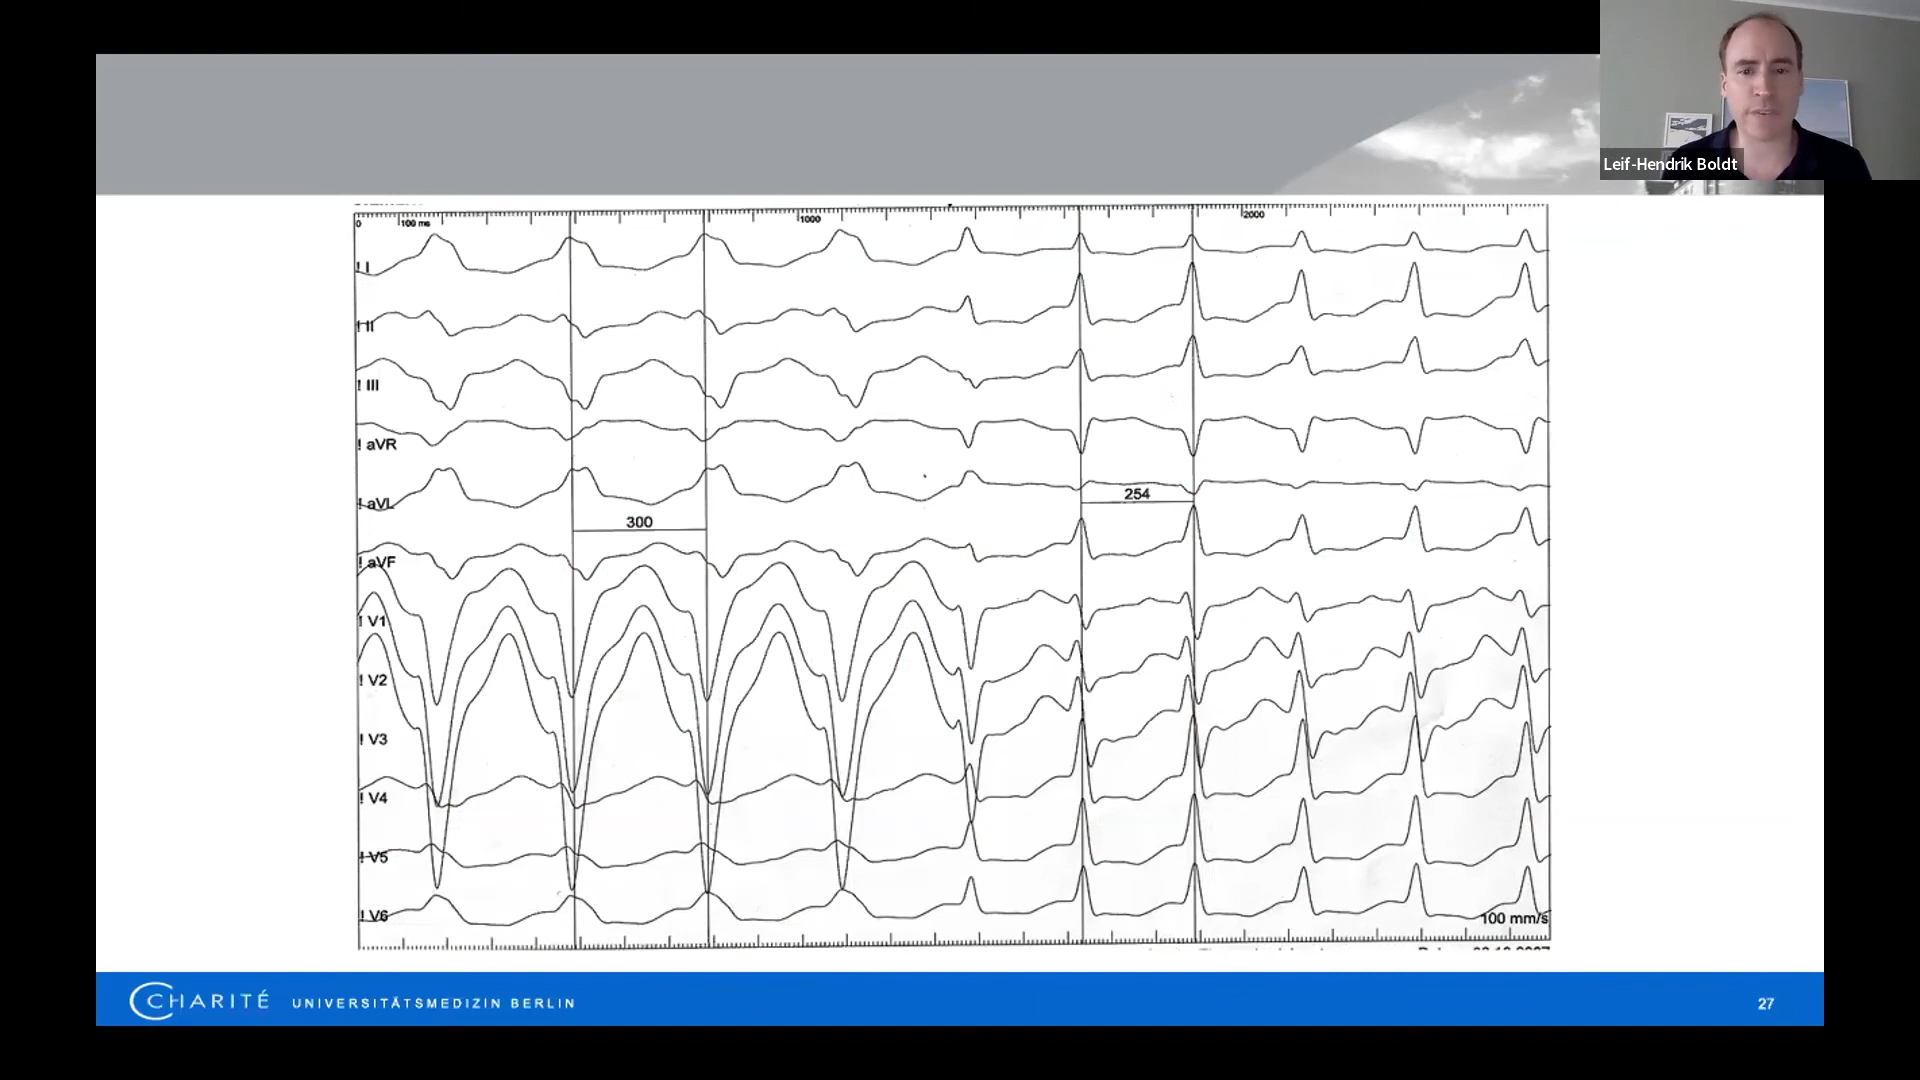 Leif-Hendrik Boldt
0
100 ms
1000
2000
! I
! II
! III
! aVR
! aVL
254
300
! aVF
! V1
! V2
! V3
! V4
! V5
! V6
100 mm/s
CHARITÉ UNIVERSITÄTSMEDIZIN BERLIN
27